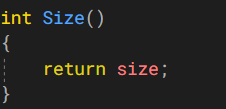 int Size()
{
    return size;
}